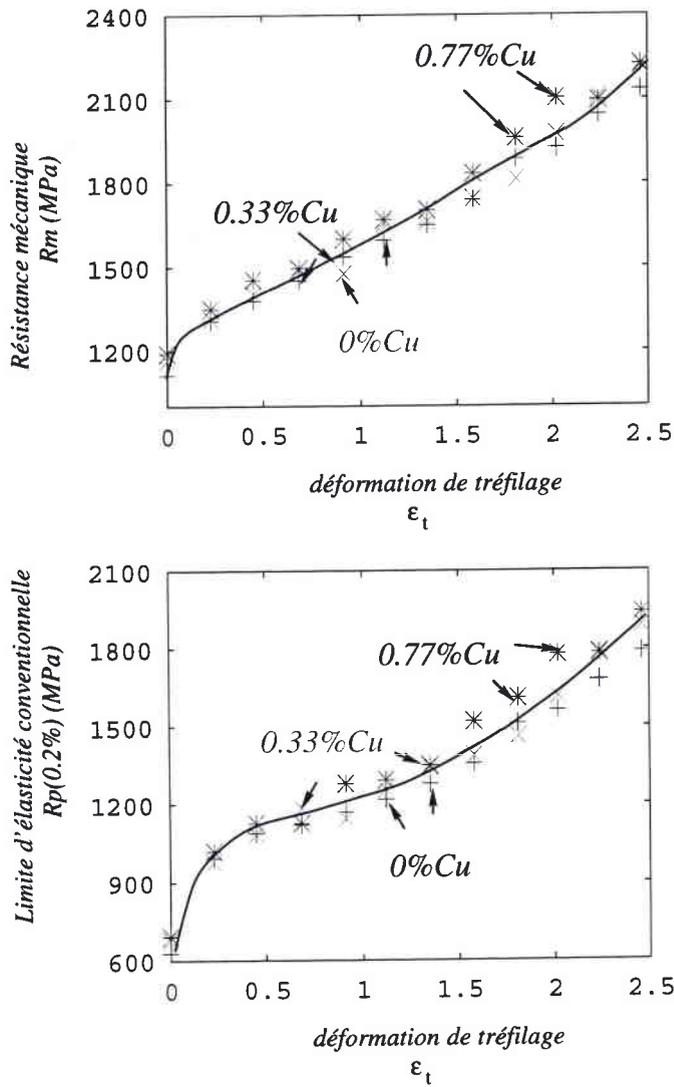 2400
2100
1800
1500
1200
Résistance mécanique
Rm (MPa)
0.77%Cu
0.33%Cu
0%Cu
0 0.5 1 1.5 2 2.5
déformation de tréfilage
εt
2100
1800
1500
1200
900
600
Limite d'élasticité conventionnelle
Rp(0.2%) (MPa)
0.77%Cu
0.33%Cu
0%Cu
0 0.5 1 1.5 2 2.5
déformation de tréfilage
εt